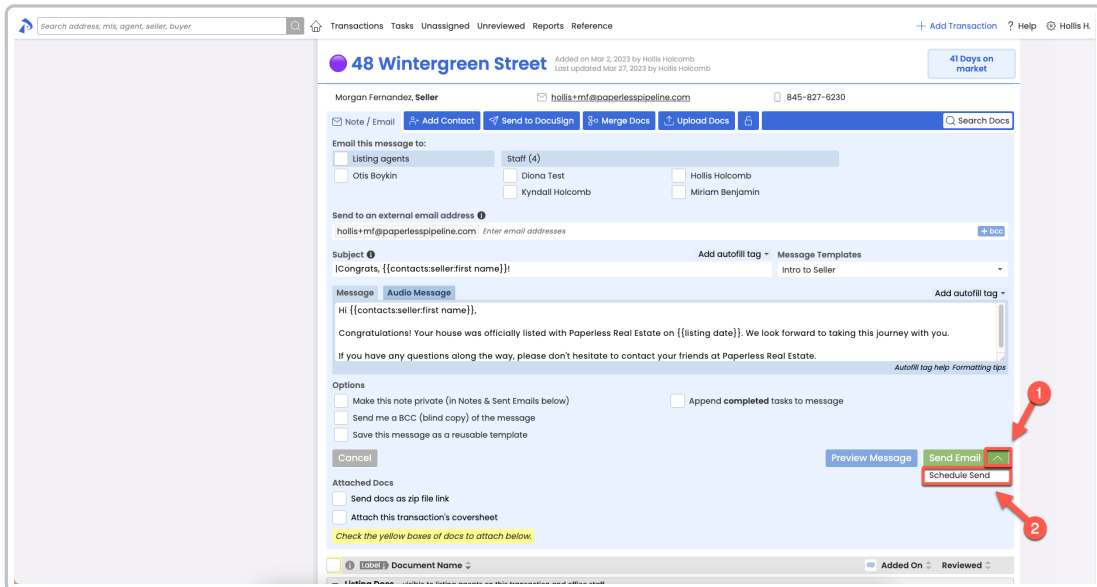 Search address, mls, agent, seller, buyer
Transactions Tasks Unassigned Unreviewed Reports Reference
+ Add Transaction ? Help Hollis H.
48 Wintergreen Street
Added on Mar 2, 2023 by Hollis Holcomb
Last updated Mar 27, 2023 by Hollis Holcomb
41 Days on
market
Morgan Fernandez, Seller hollis+mf@paperlesspipeline.com 845-827-6230
Note / Email Add Contact Send to DocuSign Merge Docs Upload Docs Search Docs
Email this message to:
Listing agents Staff (4)
Otis Boykin Diona Test Hollis Holcomb
Kyndall Holcomb Miriam Benjamin
Send to an external email address
hollis+mf@paperlesspipeline.com Enter email addresses + bcc
Subject Add autofill tag Message Templates
Congrats, {{contacts:seller:first name}}! Intro to Seller
Message Audio Message Add autofill tag
Hi {{contacts:seller:first name}},
Congratulations! Your house was officially listed with Paperless Real Estate on {{listing date}}. We look forward to taking this journey with you.
If you have any questions along the way, please don't hesitate to contact your friends at Paperless Real Estate.
Autofill tag help Formatting tips
Options
Make this note private (in Notes & Sent Emails below) Append completed tasks to message
Send me a BCC (blind copy) of the message
Save this message as a reusable template
1
Cancel Preview Message Send Email
Schedule Send
Attached Docs
Send docs as zip file link
Attach this transaction's coversheet
2
Check the yellow boxes of docs to attach below.
Label Document Name Added On Reviewed
Listing Docs - visible to listing agents on this transaction and office staff